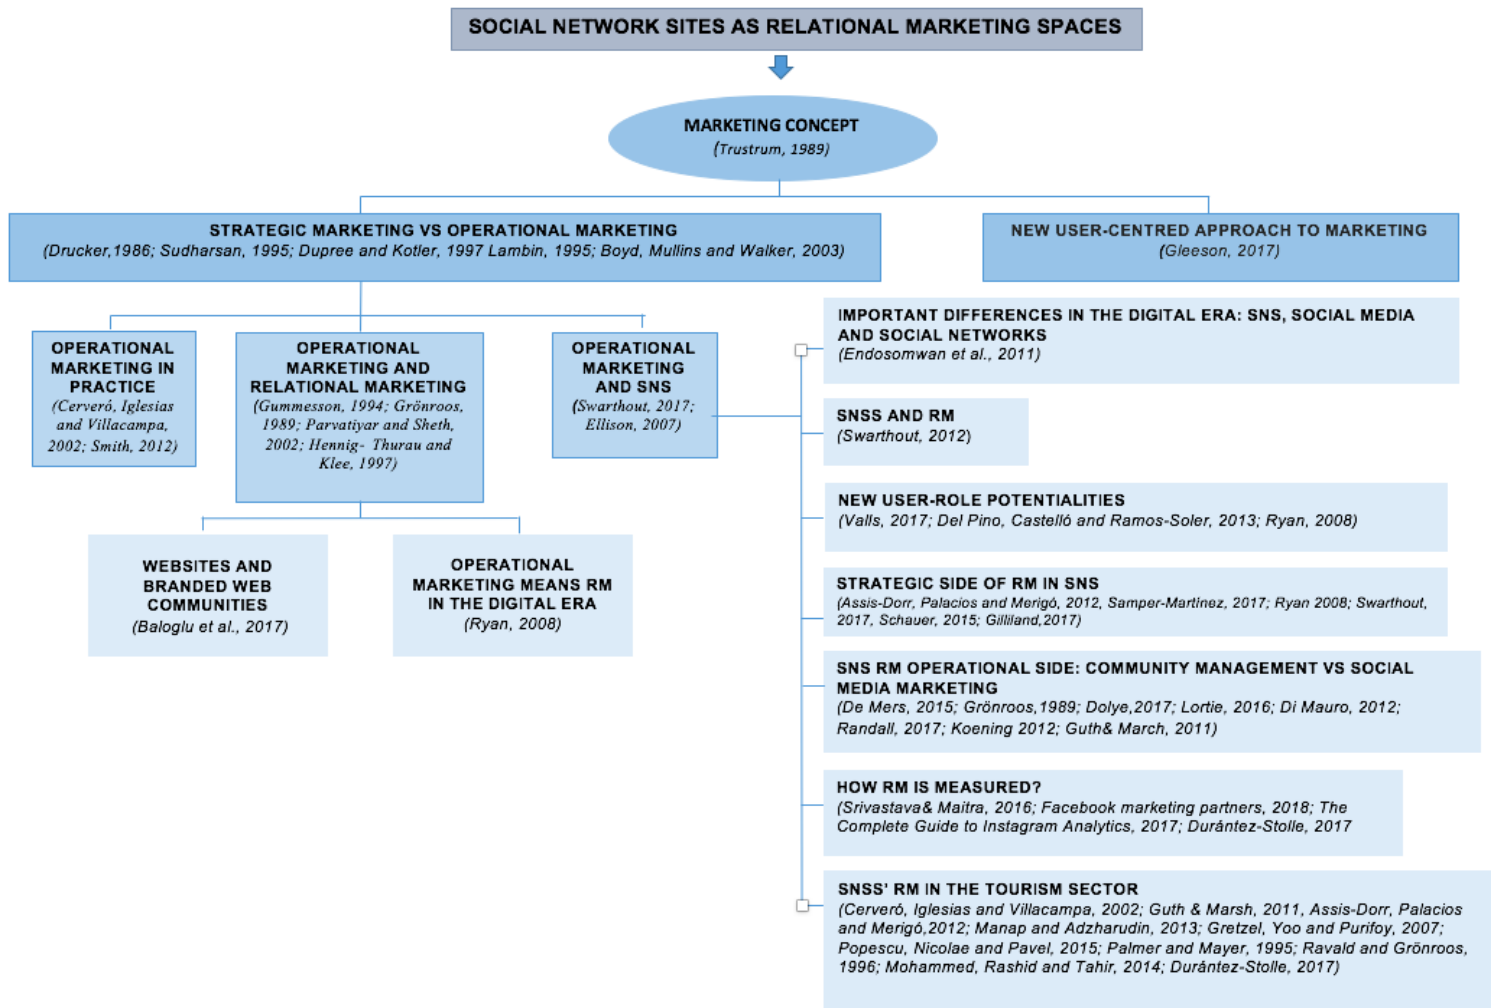 SOCIAL NETWORK SITES AS RELATIONAL MARKETING SPACES
MARKETING CONCEPT
(Trustrum, 1989)
STRATEGIC MARKETING VS OPERATIONAL MARKETING
(Drucker,1986; Sudharsan, 1995; Dupree and Kotler, 1997 Lambin, 1995; Boyd, Mullins and Walker, 2003)
NEW USER-CENTRED APPROACH TO MARKETING
(Gleeson, 2017)
OPERATIONAL
MARKETING IN
PRACTICE
(Cerveró, Iglesias
and Villacampa,
2002; Smith, 2012)
OPERATIONAL
MARKETING AND
RELATIONAL MARKETING
(Gummesson, 1994; Grönroos,
1989; Parvatiyar and Sheth,
2002; Hennig- Thurau and
Klee, 1997)
OPERATIONAL
MARKETING
AND SNS
(Swarthout, 2017;
Ellison, 2007)
WEBSITES AND
BRANDED WEB
COMMUNITIES
(Baloglu et al., 2017)
OPERATIONAL
MARKETING MEANS RM
IN THE DIGITAL ERA
(Ryan, 2008)
IMPORTANT DIFFERENCES IN THE DIGITAL ERA: SNS, SOCIAL MEDIA
AND SOCIAL NETWORKS
(Endosomwan et al., 2011)
SNSS AND RM
(Swarthout, 2012)
NEW USER-ROLE POTENTIALITIES
(Valls, 2017; Del Pino, Castelló and Ramos-Soler, 2013; Ryan, 2008)
STRATEGIC SIDE OF RM IN SNS
(Assis-Dorr, Palacios and Merigó, 2012, Samper-Martínez, 2017; Ryan 2008; Swarthout,
2017, Schauer, 2015; Gilliland,2017)
SNS RM OPERATIONAL SIDE: COMMUNITY MANAGEMENT VS SOCIAL
MEDIA MARKETING
(De Mers, 2015; Grönroos,1989; Dolye,2017; Lortie, 2016; Di Mauro, 2012;
Randall, 2017; Koening 2012; Guth& March, 2011)
HOW RM IS MEASURED?
(Srivastava& Maitra, 2016; Facebook marketing partners, 2018; The
Complete Guide to Instagram Analytics, 2017; Durántez-Stolle, 2017
SNSS' RM IN THE TOURISM SECTOR
(Cerveró, Iglesias and Villacampa, 2002; Guth & Marsh, 2011, Assis-Dorr, Palacios
and Merigó,2012; Manap and Adzharudin, 2013; Gretzel, Yoo and Purifoy, 2007;
Popescu, Nicolae and Pavel, 2015; Palmer and Mayer, 1995; Ravald and Grönroos,
1996; Mohammed, Rashid and Tahir, 2014; Durántez-Stolle, 2017)